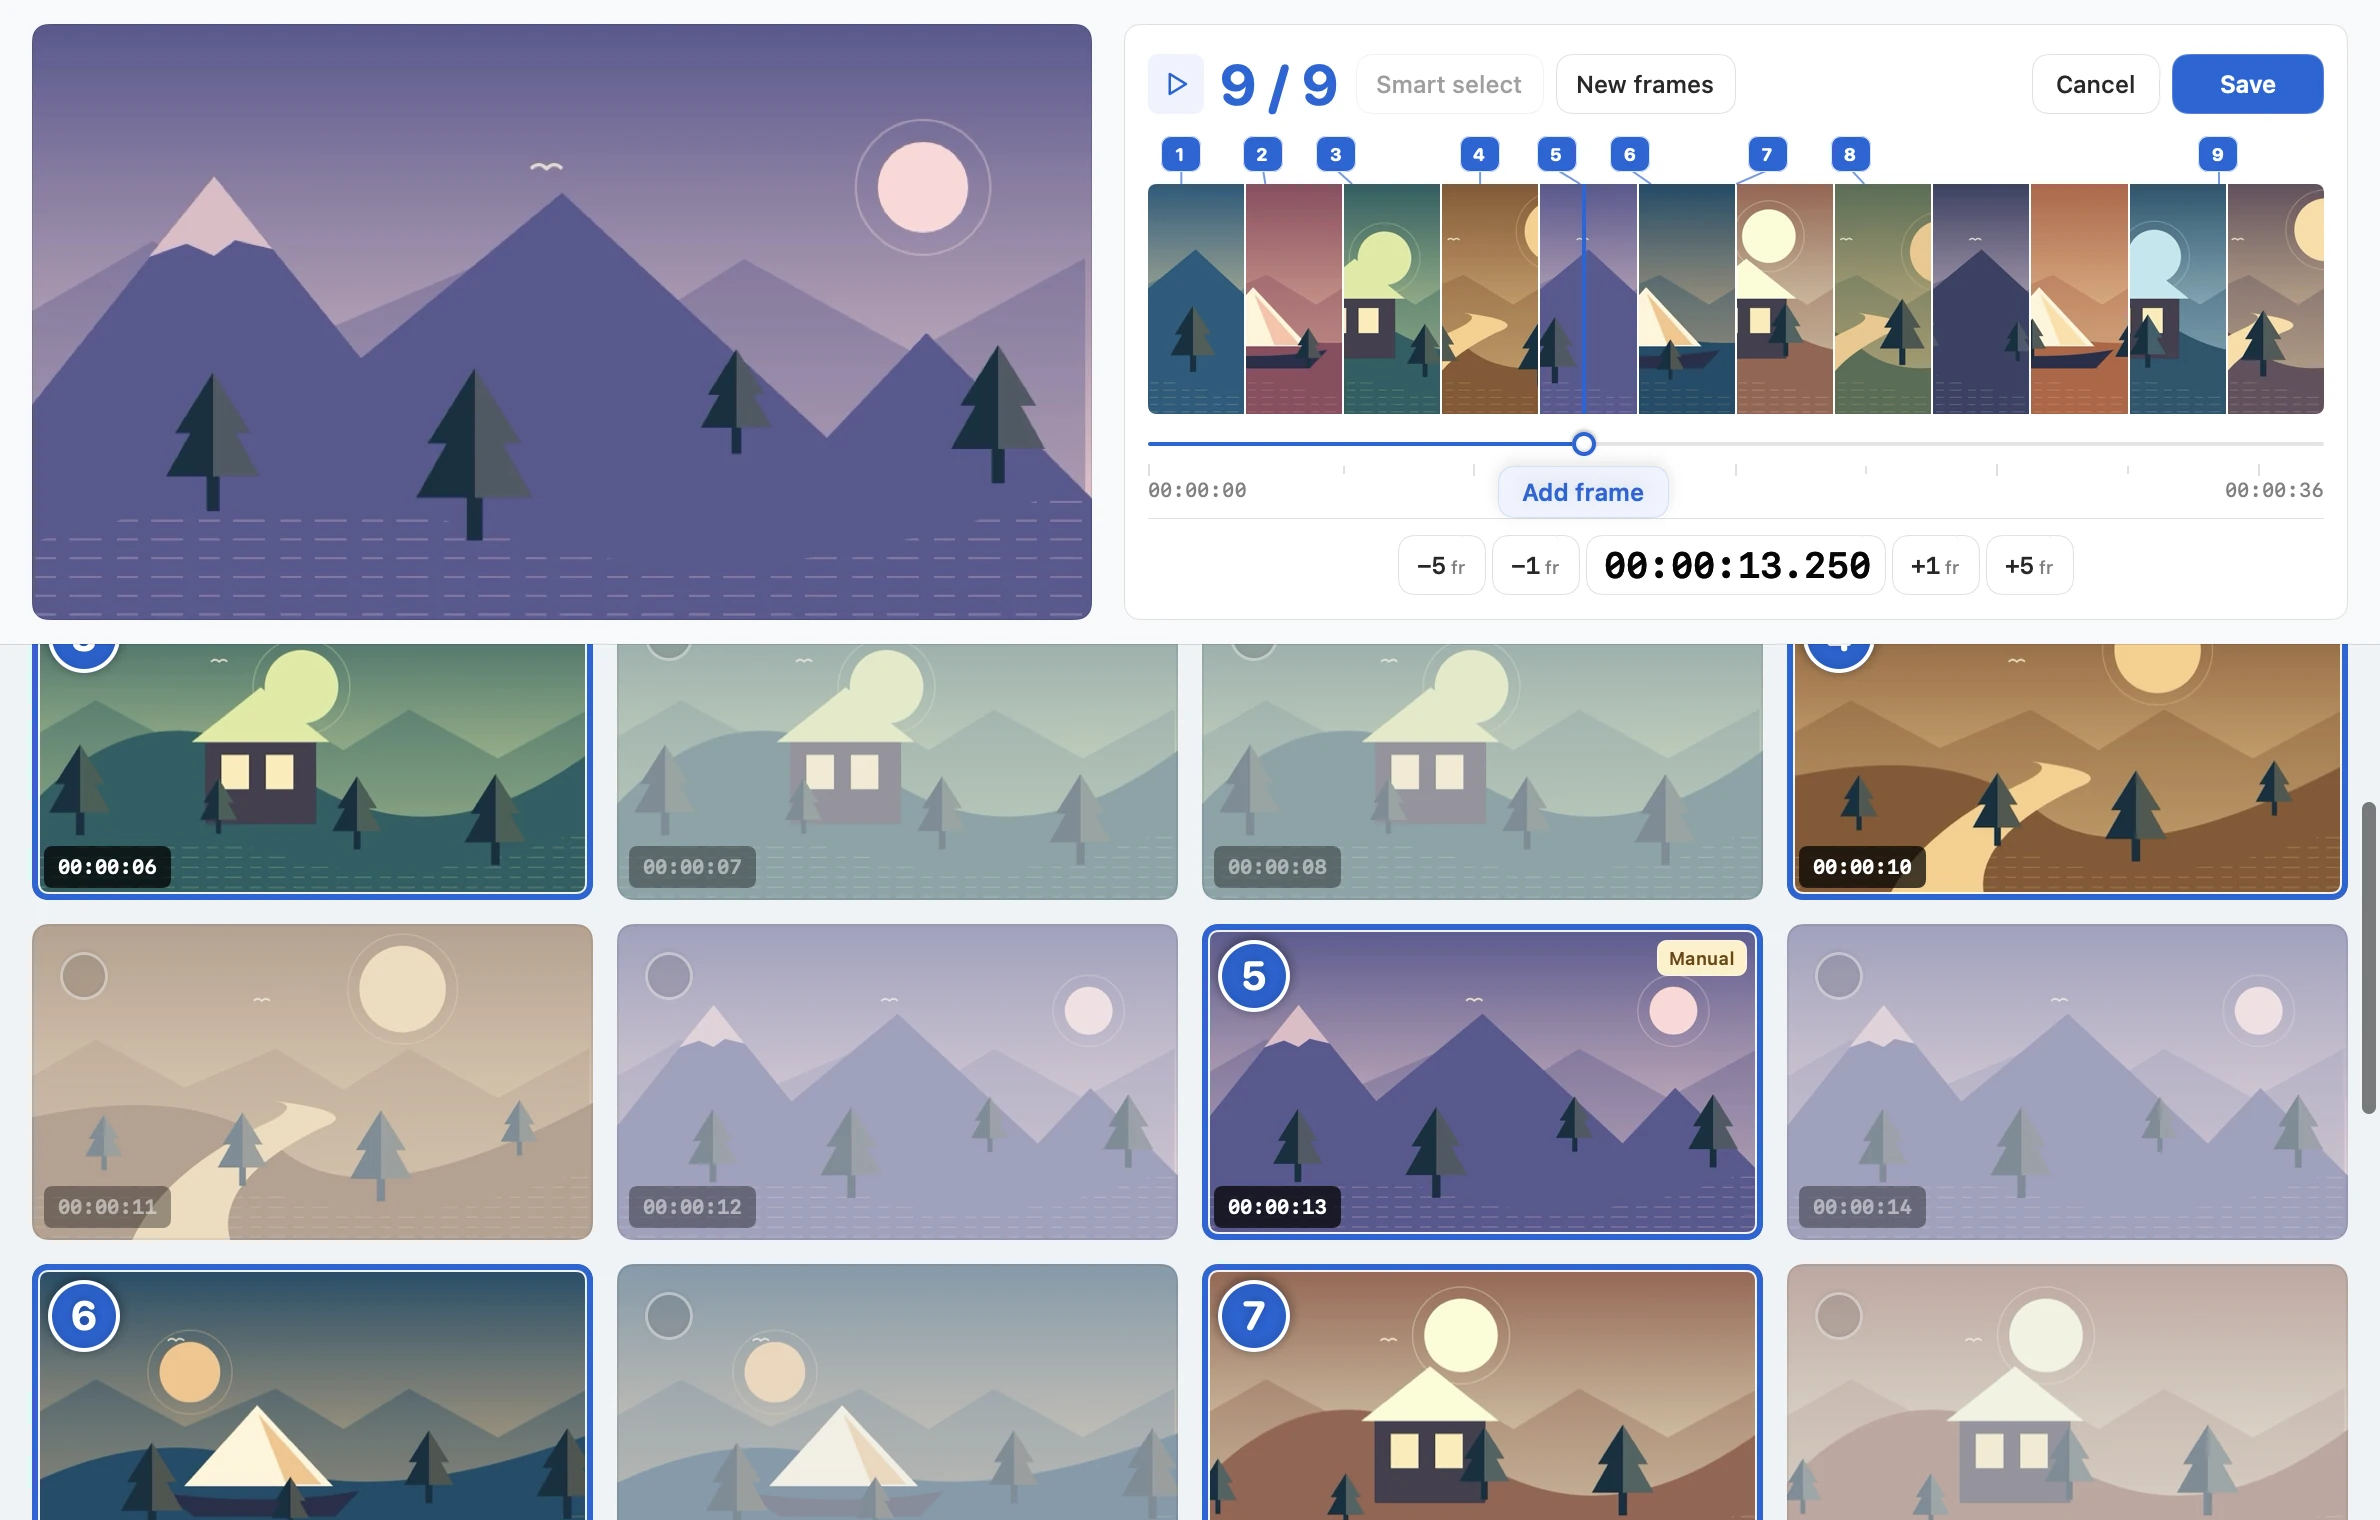 9 / 9 Smart select New frames Cancel Save
1 2 3 4 5 6 7 8 9
00:00:00 Add frame 00:00:36
−5 fr −1 fr 00:00:13.250 +1 fr +5 fr
00:00:06 00:00:07 00:00:08 00:00:10
5 Manual
00:00:11 00:00:12 00:00:13 00:00:14
6 7